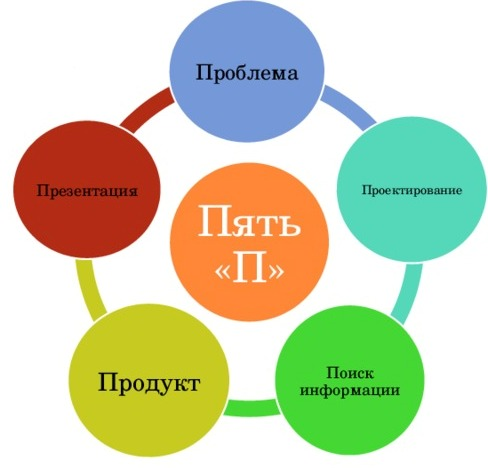 Проблема
Проектирование
Поиск
информации
Продукт
Презентация
Пять
«П»